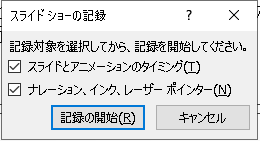 スライド ショーの記録
記録対象を選択してから、記録を開始してください。
スライドとアニメーションのタイミング(T)
ナレーション、インク、レーザー ポインター(N)
記録の開始(R)
キャンセル